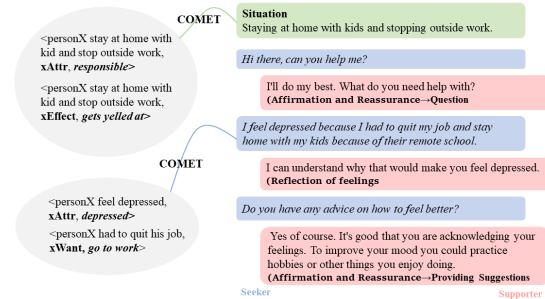 <personX stay at home with
kid and stop outside work,
xAttr, responsible>
<personX stay at home with
kid and stop outside work,
xEffect, gets yelled at>
COMET
Situation
Staying at home with kids and stopping outside work.
Hi there, can you help me?
I'll do my best. What do you need help with?
(Affirmation and Reassurance→Question
I feel depressed because I had to quit my job and stay
home with my kids because of their remote school.
I can understand why that would make you feel depressed.
(Reflection of feelings
COMET
<personX feel depressed,
xAttr, depressed>
<personX had to quit his job,
xWant, go to work>
Do you have any advice on how to feel better?
Yes of course. It's good that you are acknowledging your
feelings. To improve your mood you could practice
hobbies or other things you enjoy doing.
(Affirmation and Reassurance→Providing Suggestions
Seeker
Supporter